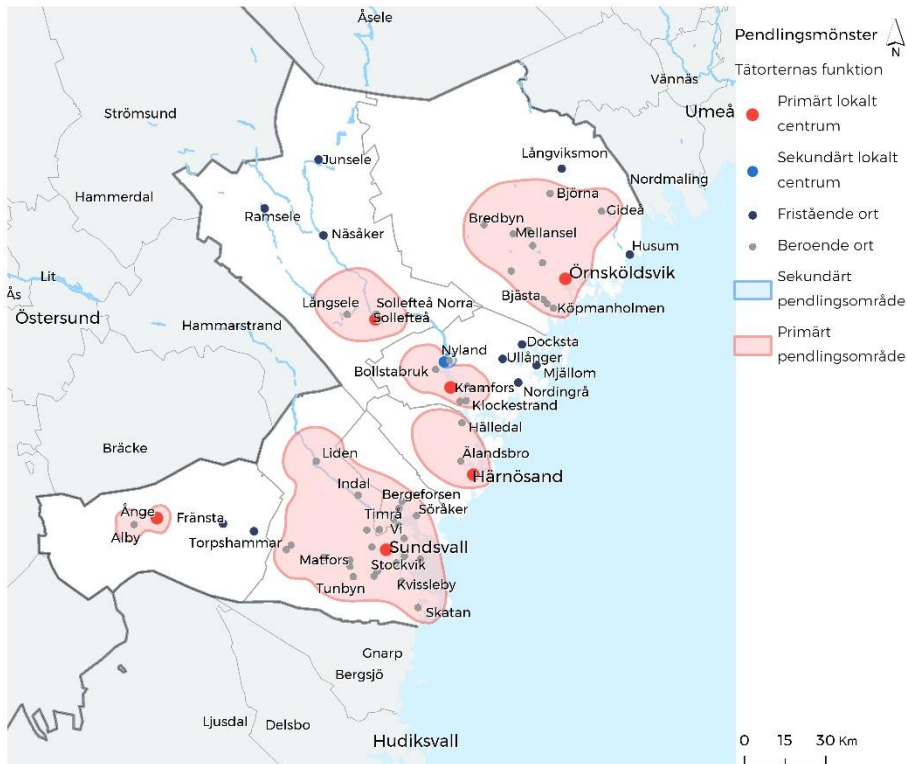 Åsele
Pendlingsmönster
N
Tätorternas funktion
Vännäs
Primärt lokalt
centrum
Strömsund
Umeå
Sekundärt lokalt
centrum
Junsele
Långviksmon
Nordmaling
Hammerdal
Björna
Fristående ort
Ramsele
Bredbyn
Gideå
Näsåker
Mellansel
Husum
Beroende ort
Lit
Örnsköldsvik
Sekundärt
pendlingsområde
Ås
Långsele
Sollefteå Norra
Bjästa
Köpmanholmen
Östersund
Sollefteå
Hammarstrand
Docksta
Primärt
pendlingsområde
Nyland
Ullånger
Bollstabruk
Mjällom
Kramfors
Nordingrå
Klockestrand
Hälledal
Bräcke
Liden
Älandsbro
Härnösand
Indal
Bergeforsen
Ånge
Fränsta
Timrå
Söråker
Alby
Torpshammar
Vi
Sundsvall
Matfors
Stockvik
Tunbyn
Kvissleby
Skatan
Gnarp
Bergsjö
Ljusdal
Delsbo
Hudiksvall
0 15 30 Km